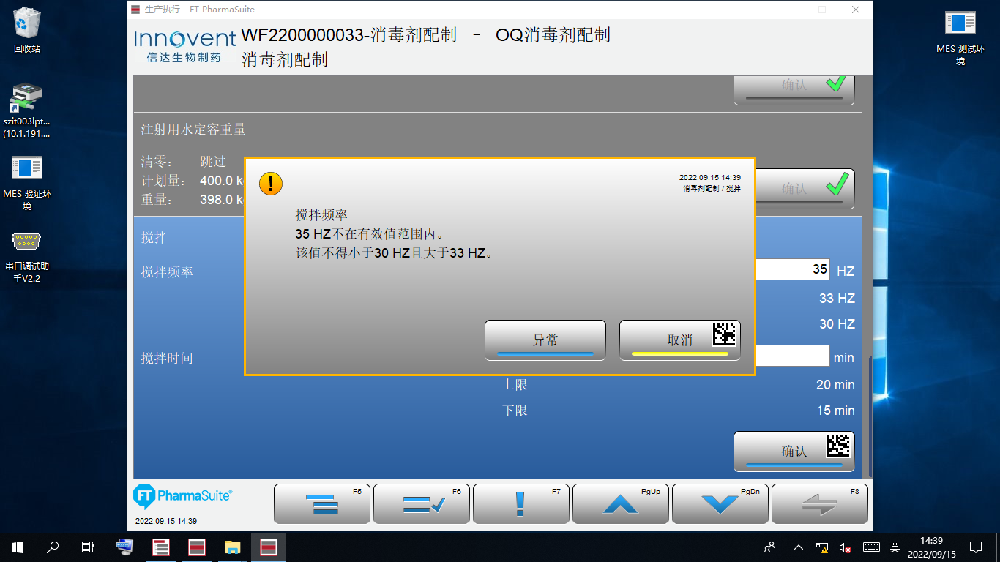 回收站
szit003lpt...
(10.1.191....
MES 验证环
境
串口调试助
手V2.2
MES 测试环
境
生产执行 - FT PharmaSuite
Innovent
信达生物制药
WF2200000033-消毒剂配制 - OQ消毒剂配制
消毒剂配制
确认
注射用水定容重量
清零: 跳过
计划量: 400.0 k
重量: 398.0 k
确认
2022.09.15 14:39
消毒剂配制 / 搅拌
搅拌频率
35 HZ不在有效值范围内。
该值不得小于30 HZ且大于33 HZ。
异常
取消
搅拌
搅拌频率
35 HZ
33 HZ
30 HZ
搅拌时间
min
上限
20 min
下限
15 min
确认
FT PharmaSuite®
2022.09.15 14:39
F5
F6
F7
PgUp
PgDn
F8
英
14:39
2022/09/15